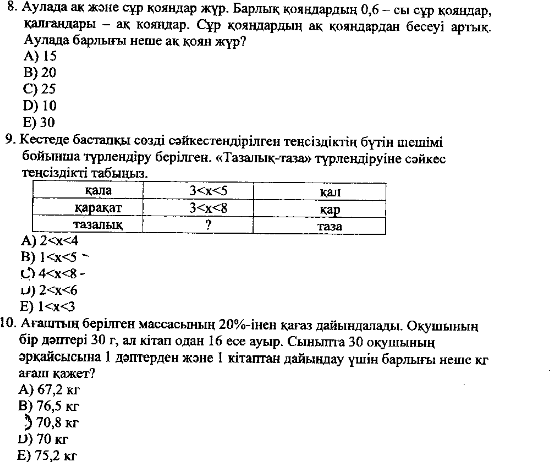 8. Аулада ақ және сұр қояндар жүр. Барлық қояндардың 0,6 – сы сұр қояндар,
қалғандары – ақ қояндар. Сұр қояндардың ақ қояндардан бесеуі артық.
Аулада барлығы неше ақ қоян жүр?
A) 15
B) 20
C) 25
D) 10
E) 30
9. Кестеде бастапқы сөзді сәйкестендірілген теңсіздіктің бүтін шешімі
бойынша түрлендіру берілген. «Тазалық-таза» түрлендіруіне сәйкес
теңсіздікті табыңыз.
қала 3<x<5 қал
қарақат 3<x<8 қар
тазалық ? таза
A) 2<x<4
B) 1<x<5
C) 4<x<8
D) 2<x<6
E) 1<x<3
10. Ағаштың берілген массасының 20%-інен қағаз дайындалады. Оқушының
бір дәптері 30 г, ал кітап одан 16 есе ауыр. Сыныпта 30 оқушының
әрқайсысына 1 дәптерден және 1 кітаптан дайындау үшін барлығы неше кг
ағаш қажет?
A) 67,2 кг
B) 76,5 кг
) 70,8 кг
D) 70 кг
E) 75,2 кг